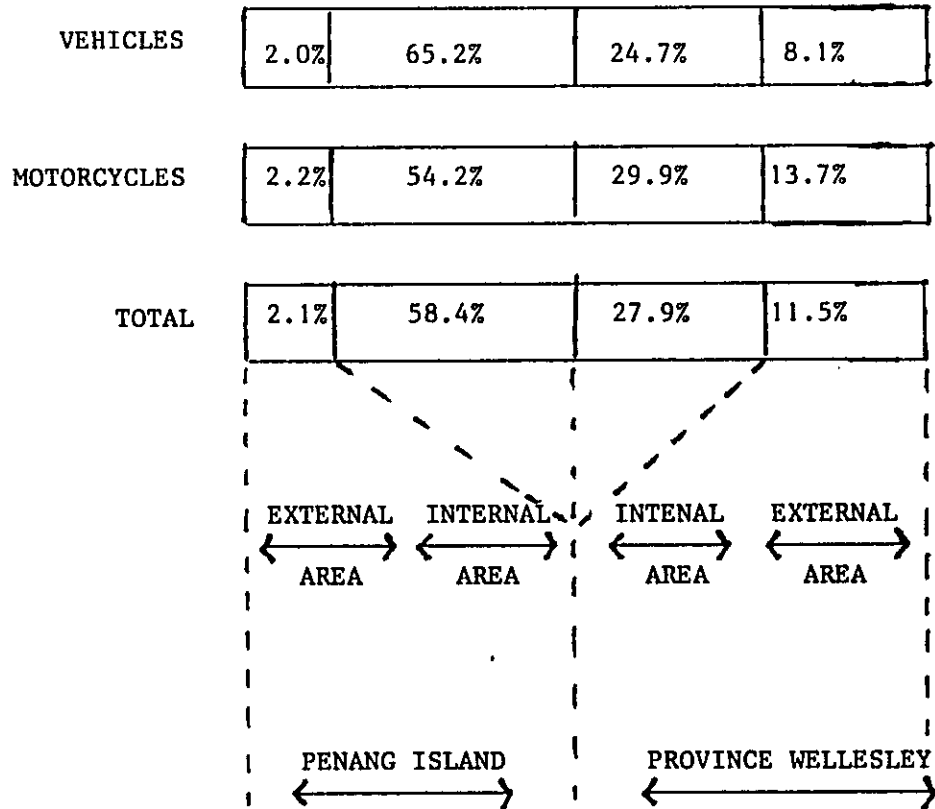 VEHICLES 2.0% 65.2% 24.7% 8.1%
MOTORCYCLES 2.2% 54.2% 29.9% 13.7%
TOTAL 2.1% 58.4% 27.9% 11.5%
EXTERNAL INTERNAL INTENAL EXTERNAL
AREA AREA AREA AREA
PENANG ISLAND PROVINCE WELLESLEY